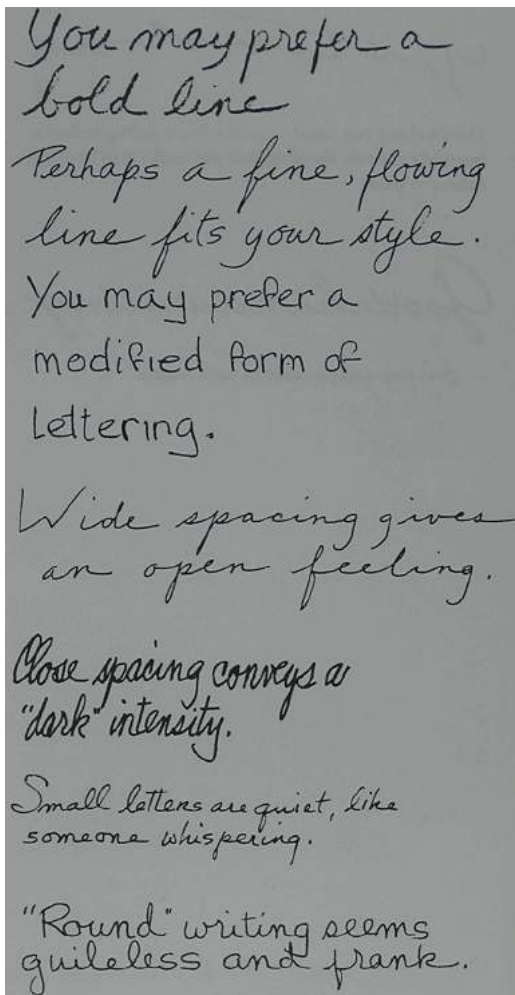 You may prefer a
bold line
Perhaps a fine, flowing
line fits your style.
You may prefer a
modified form of
Lettering.
Wide spacing gives
an open feeling.
Close spacing conveys a
"dark" intensity.
Small letters are quiet, like
someone whispering.
"Round" writing seems
guileless and frank.